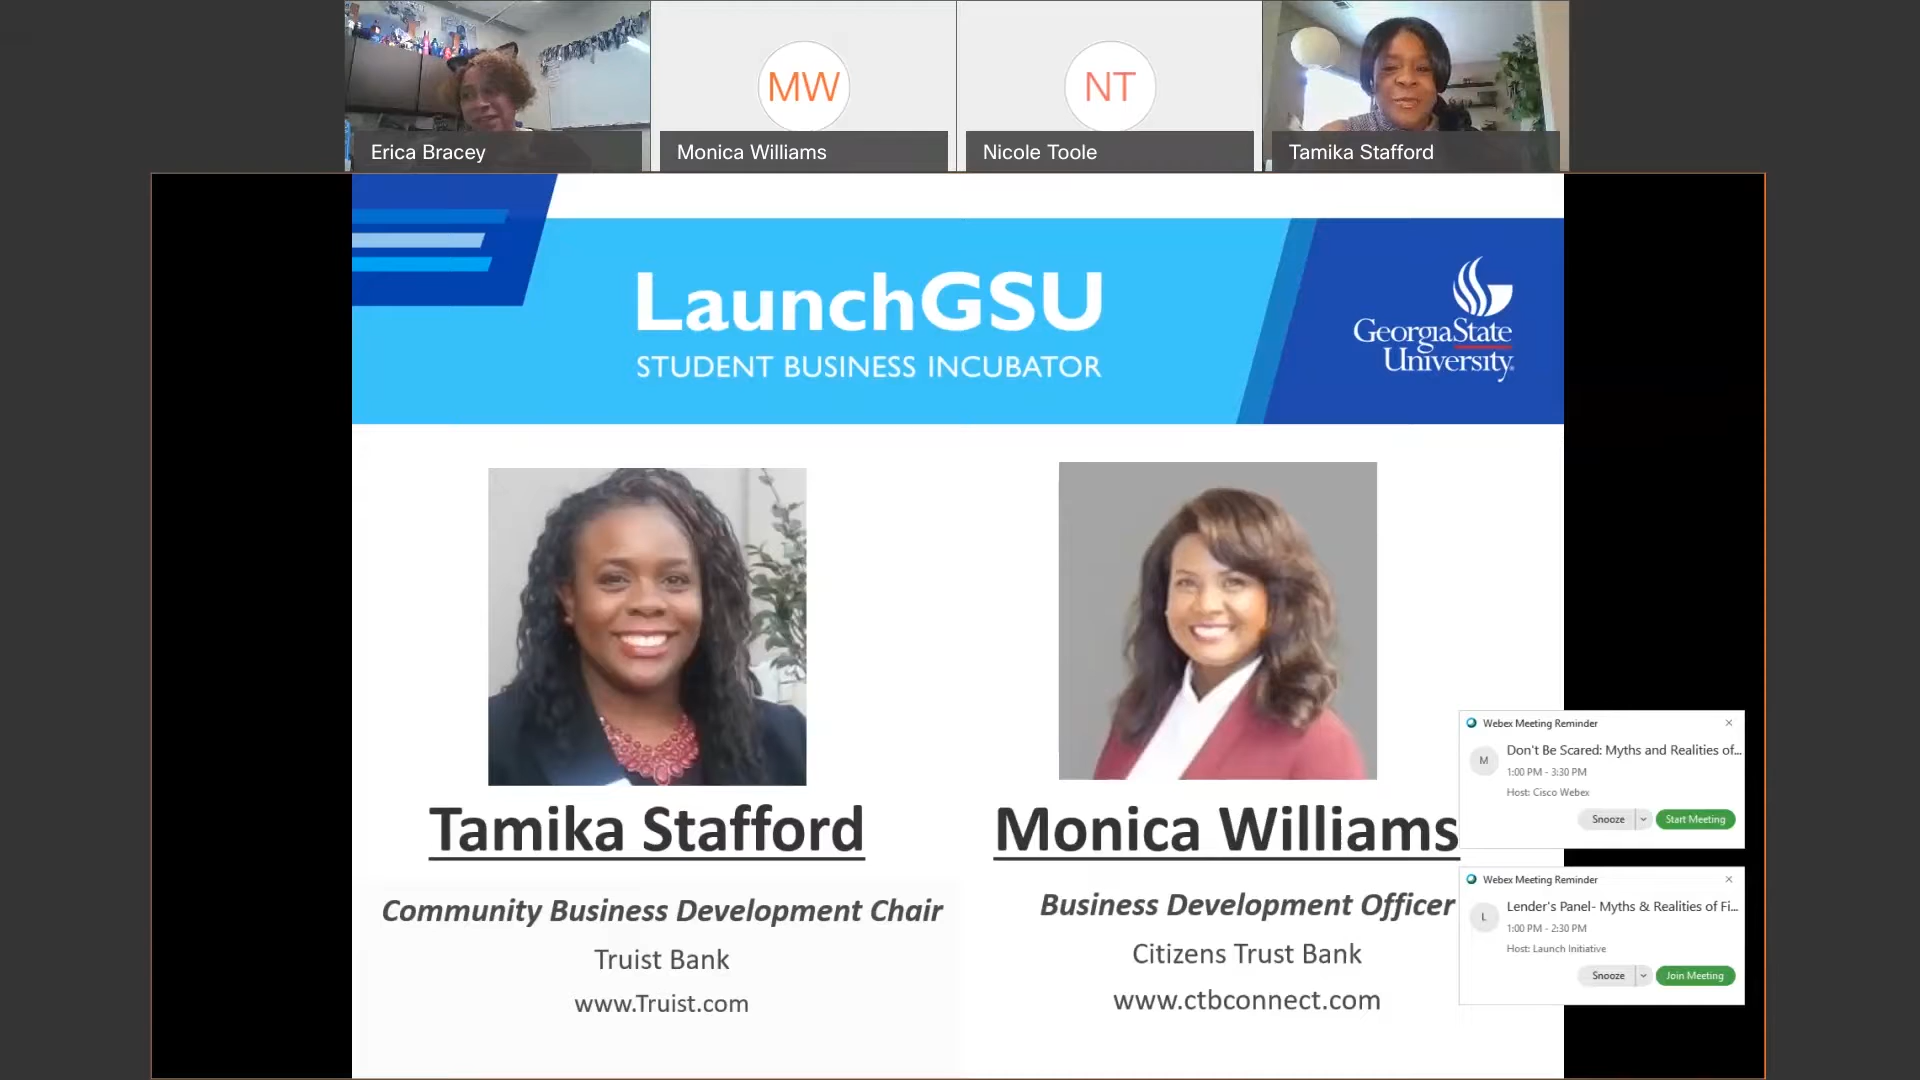 MW
NT
Erica Bracey
Monica Williams
Nicole Toole
Tamika Stafford
LaunchGSU
STUDENT BUSINESS INCUBATOR
GeorgiaState
University
Tamika Stafford
Community Business Development Chair
Truist Bank
www.Truist.com
Monica Williams
Business Development Officer
Citizens Trust Bank
www.ctbconnect.com
Webex Meeting Reminder
M
Don't Be Scared: Myths and Realities of...
1:00 PM - 3:30 PM
Host: Cisco Webex
Snooze
Start Meeting
Webex Meeting Reminder
L
Lender's Panel- Myths & Realities of Fi...
1:00 PM - 2:30 PM
Host: Launch Initiative
Snooze
Join Meeting